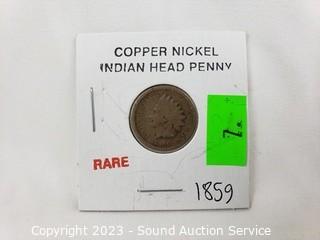 COPPER NICKEL
INDIAN HEAD PENNY
RARE
1859
Copyright 2023 - Sound Auction Service